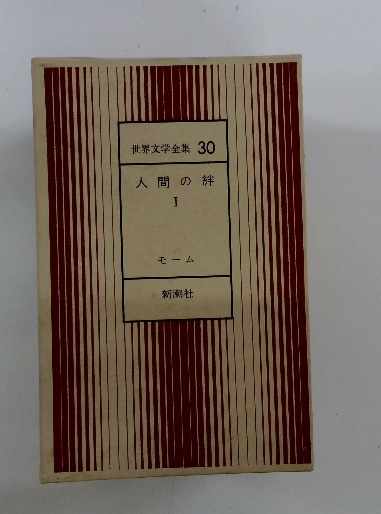 世界文学全集 30
人間の絆
I
モーム
新潮社